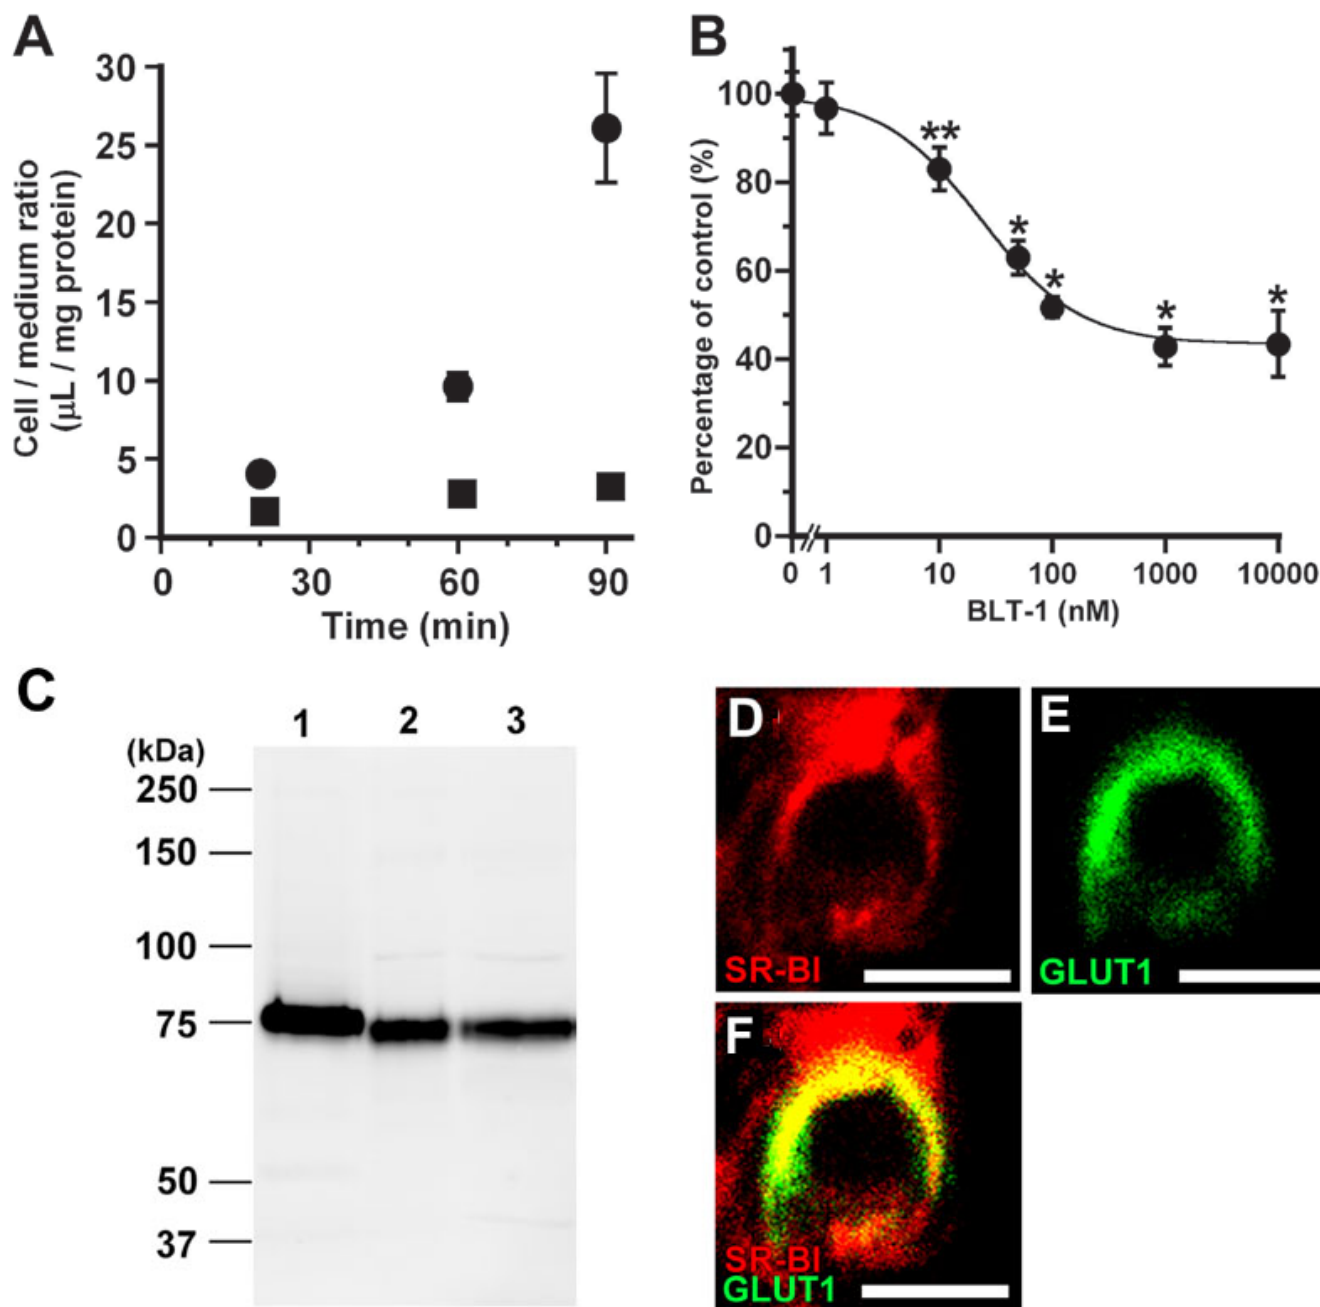 A
30
25
20
15
10
5
0
Cell / medium ratio
(μL / mg protein)
0 30 60 90
Time (min)
B
100
80
60
40
20
0
Percentage of control (%)
** * * * *
0 1 10 100 1000 10000
BLT-1 (nM)
C
1 2 3
(kDa)
250
150
100
75
50
37
D
SR-BI
E
GLUT1
F
SR-BI
GLUT1